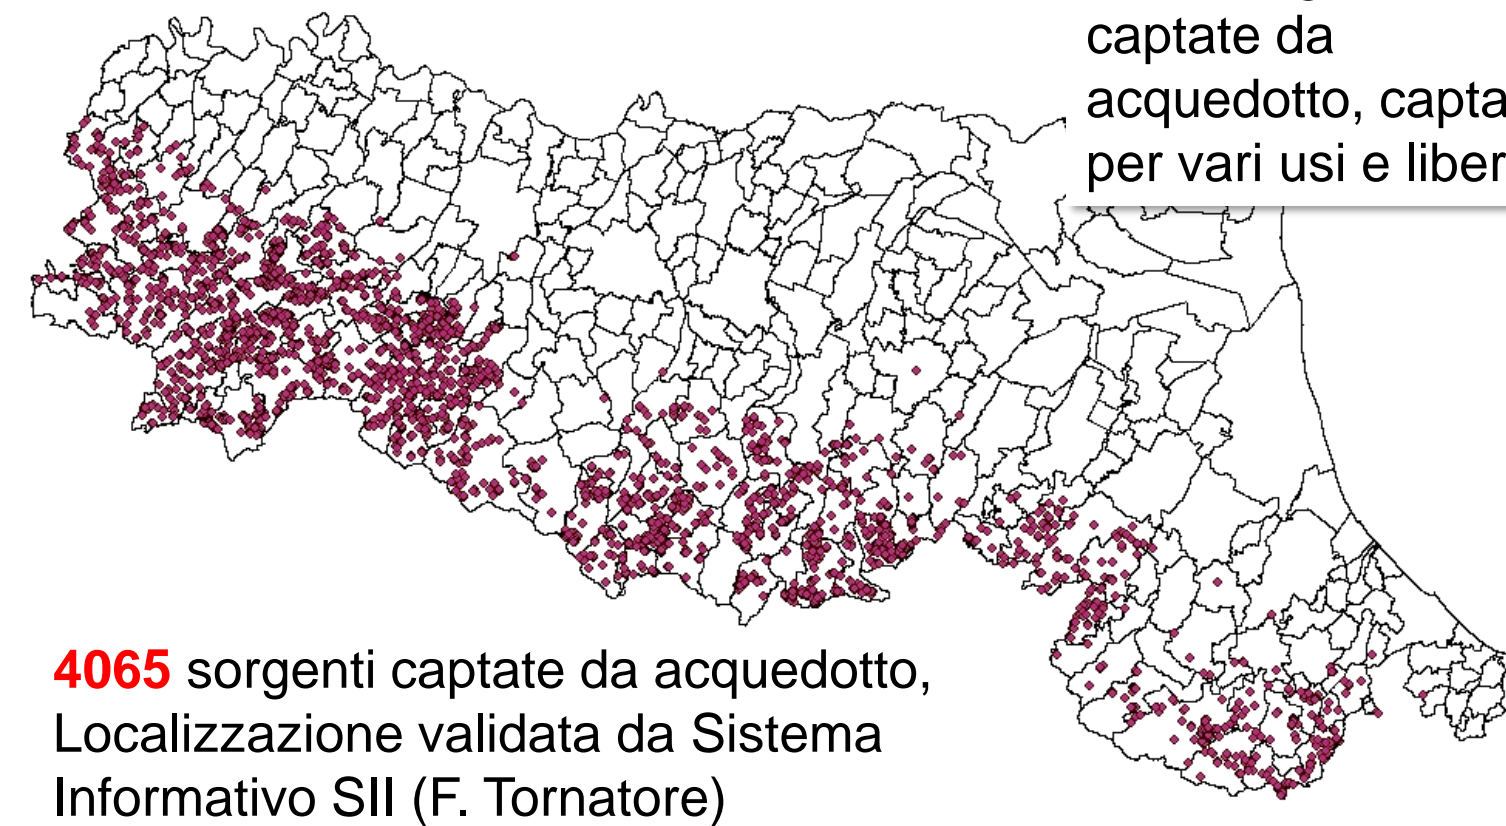 captate da
acquedotto, capta
per vari usi e liber
4065 sorgenti captate da acquedotto,
Localizzazione validata da Sistema
Informativo SII (F. Tornatore)